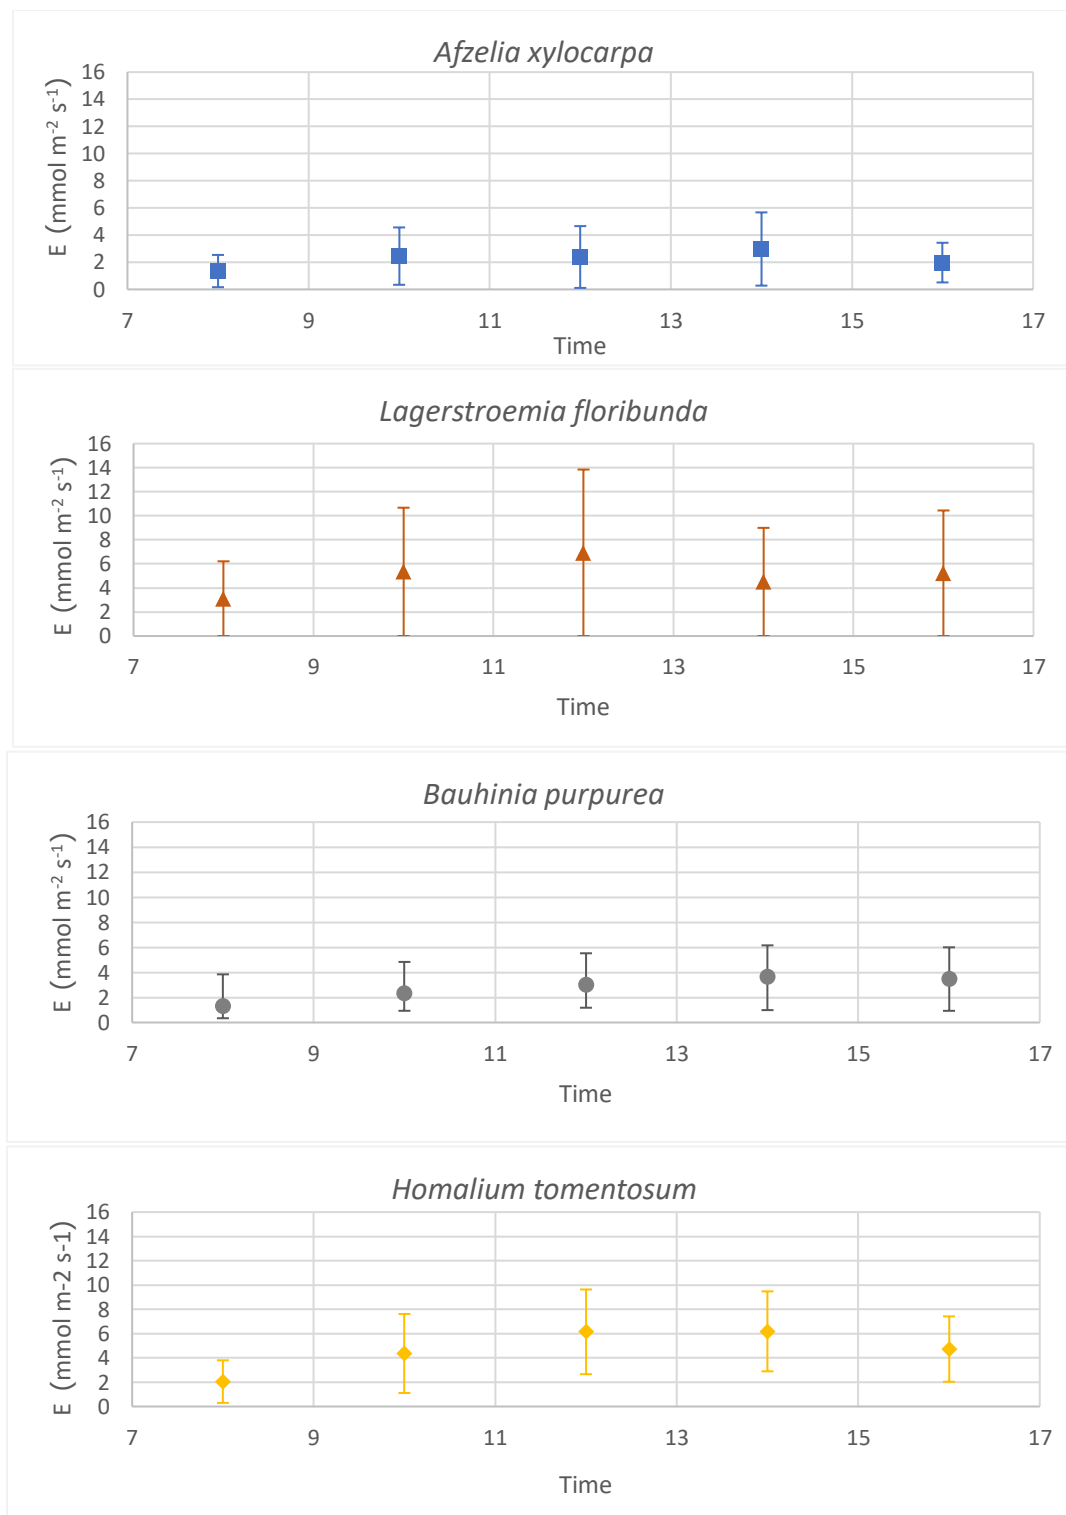 Afzelia xylocarpa
E (mmol m⁻² s⁻¹)
16
14
12
10
8
6
4
2
0
7 9 11 13 15 17
Time
Lagerstroemia floribunda
E (mmol m⁻² s⁻¹)
16
14
12
10
8
6
4
2
0
7 9 11 13 15 17
Time
Bauhinia purpurea
E (mmol m⁻² s⁻¹)
16
14
12
10
8
6
4
2
0
7 9 11 13 15 17
Time
Homalium tomentosum
E (mmol m-2 s-1)
16
14
12
10
8
6
4
2
0
7 9 11 13 15 17
Time